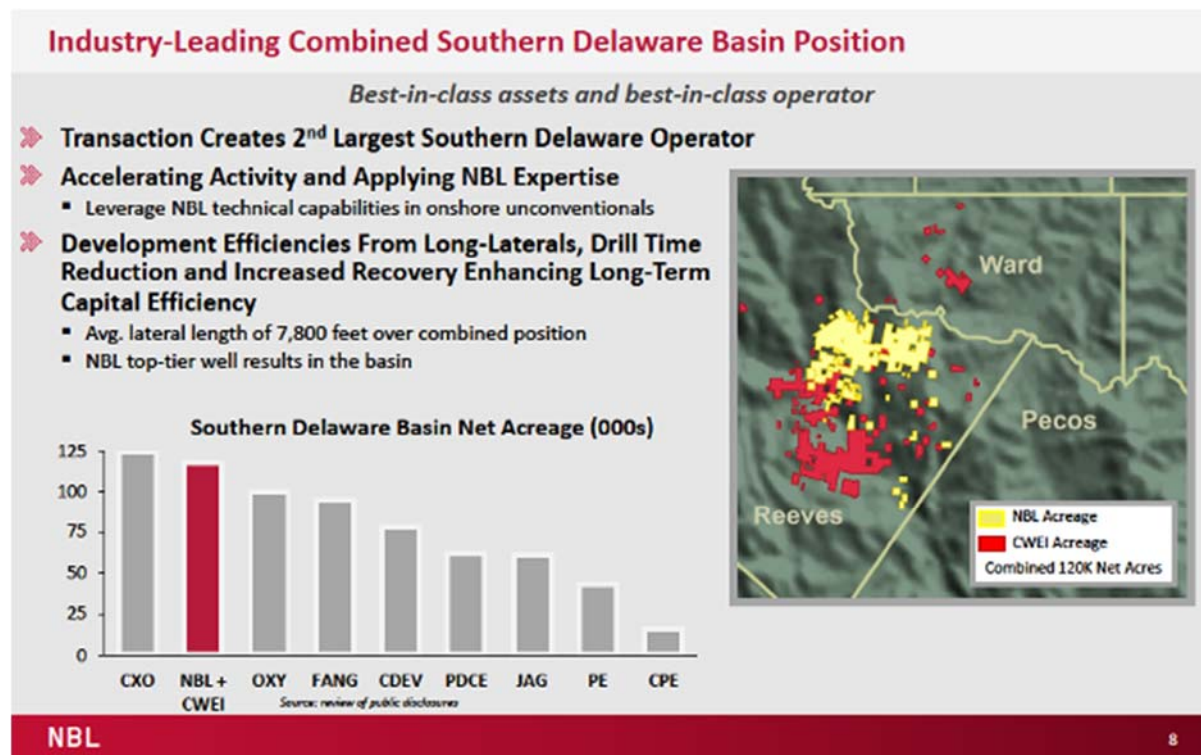 Industry-Leading Combined Southern Delaware Basin Position
Best-in-class assets and best-in-class operator
Transaction Creates 2nd Largest Southern Delaware Operator
Accelerating Activity and Applying NBL Expertise
Leverage NBL technical capabilities in onshore unconventionals
Development Efficiencies From Long-Laterals, Drill Time
Reduction and Increased Recovery Enhancing Long-Term
Capital Efficiency
Avg. lateral length of 7,800 feet over combined position
NBL top-tier well results in the basin
Southern Delaware Basin Net Acreage (000s)
125
100
75
50
25
0
CXO
NBL +
CWEI
OXY
FANG
CDEV
PDCE
JAG
PE
CPE
Source: review of public disclosures
Ward
Pecos
Reeves
NBL Acreage
CWEI Acreage
Combined 120K Net Acres
NBL
8